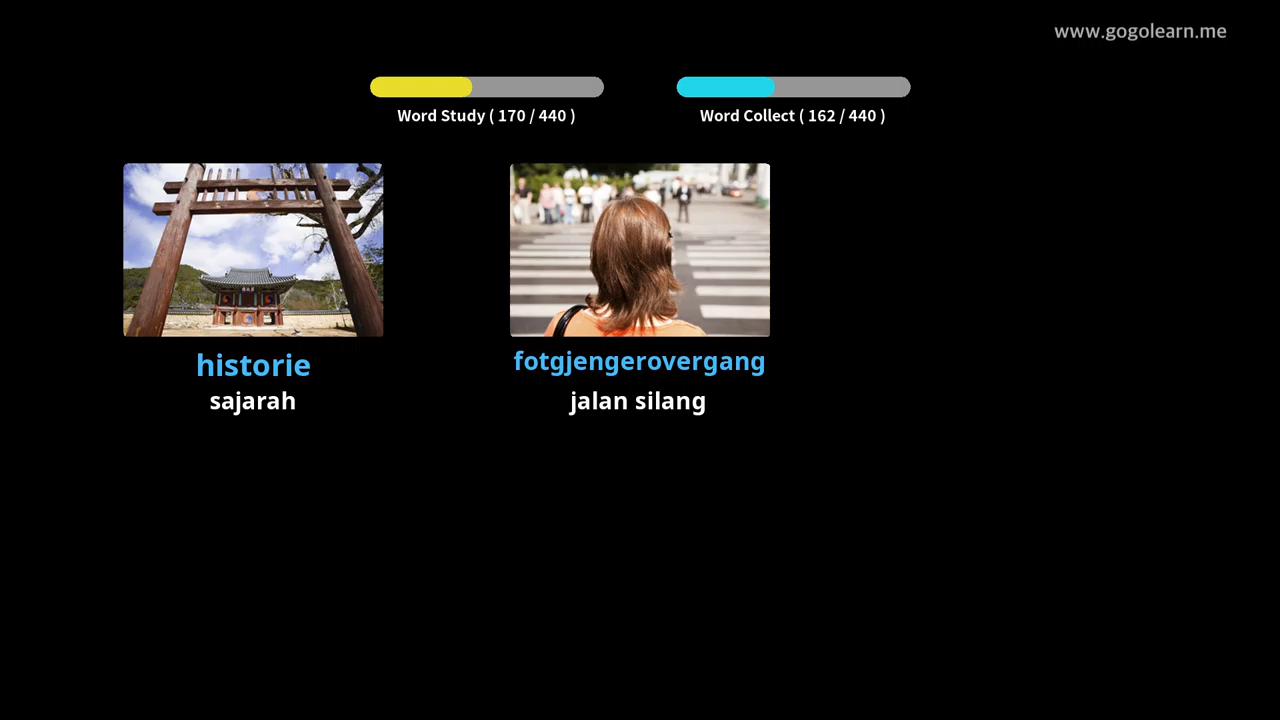 www.gogolearn.me
Word Study ( 170 / 440 )
Word Collect ( 162 / 440 )
historie
sajarah
fotgjengerovergang
jalan silang